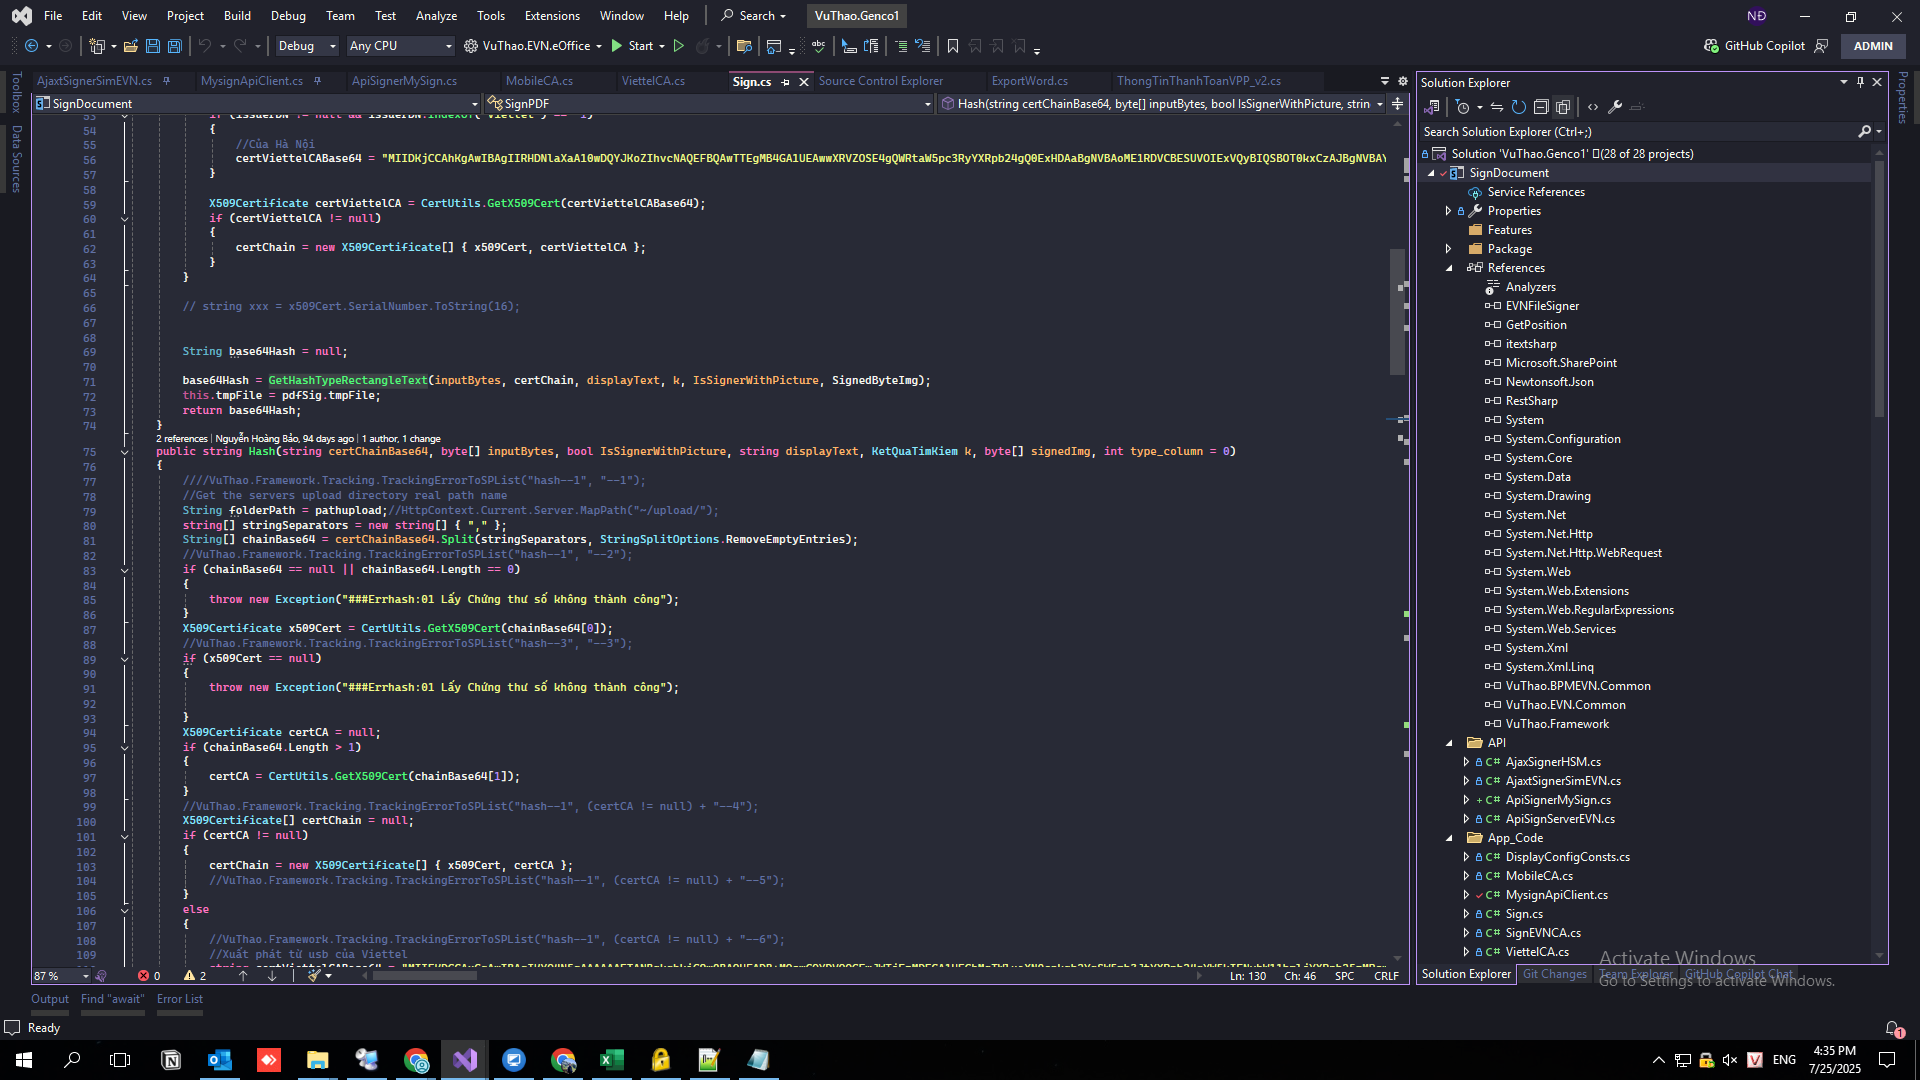 File Edit View Project Build Debug Team Test Analyze Tools Extensions Window Help Search VuThao.Genco1 NĐ
Debug Any CPU VuThao.EVN.eOffice Start GitHub Copilot ADMIN
Toolbox
Data Sources
AjaxtSignerSimEVN.cs MysignApiClient.cs ApiSignerMySign.cs MobileCA.cs ViettelCA.cs Sign.cs Source Control Explorer ExportWord.cs ThongTinThanhToanVPP_v2.cs
SignDocument SignPDF Hash(string certChainBase64, byte[] inputBytes, bool IsSignerWithPicture, strin
54 {
55 //Của Hà Nội
56 certViettelCABase64 = "MIIDKjCCAhKgAwIBAgIIRHDNlaXaA10wDQYJKoZIhvcNAQEFBQAwTTEgMB4GA1UEAwwXRVZOSE4gQWRtaW5pc3RyYXRpb24gQ0ExHDAaBgNVBAoME1RDVCBESUVOIExVQyBIQSBOT0kxCzAJBgNVBAY
57 }
58
59 X509Certificate certViettelCA = CertUtils.GetX509Cert(certViettelCABase64);
60 if (certViettelCA != null)
61 {
62 certChain = new X509Certificate[] { x509Cert, certViettelCA };
63 }
64 }
65
66 // string xxx = x509Cert.SerialNumber.ToString(16);
67
68
69 String base64Hash = null;
70
71 base64Hash = GetHashTypeRectangleText(inputBytes, certChain, displayText, k, IsSignerWithPicture, SignedByteImg);
72 this.tmpFile = pdfSig.tmpFile;
73 return base64Hash;
74 }
2 references | Nguyễn Hoàng Bảo, 94 days ago | 1 author, 1 change
75 public string Hash(string certChainBase64, byte[] inputBytes, bool IsSignerWithPicture, string displayText, KetQuaTimKiem k, byte[] signedImg, int type_column = 0)
76 {
77 ////VuThao.Framework.Tracking.TrackingErrorToSPList("hash--1", "--1");
78 //Get the servers upload directory real path name
79 String folderPath = pathupload;//HttpContext.Current.Server.MapPath("~/upload/");
80 string[] stringSeparators = new string[] { "," };
81 String[] chainBase64 = certChainBase64.Split(stringSeparators, StringSplitOptions.RemoveEmptyEntries);
82 //VuThao.Framework.Tracking.TrackingErrorToSPList("hash--1", "--2");
83 if (chainBase64 == null || chainBase64.Length == 0)
84 {
85 throw new Exception("###Errhash:01 Lấy Chứng thư số không thành công");
86 }
87 X509Certificate x509Cert = CertUtils.GetX509Cert(chainBase64[0]);
88 //VuThao.Framework.Tracking.TrackingErrorToSPList("hash--3", "--3");
89 if (x509Cert == null)
90 {
91 throw new Exception("###Errhash:01 Lấy Chứng thư số không thành công");
92
93 }
94 X509Certificate certCA = null;
95 if (chainBase64.Length > 1)
96 {
97 certCA = CertUtils.GetX509Cert(chainBase64[1]);
98 }
99 //VuThao.Framework.Tracking.TrackingErrorToSPList("hash--1", (certCA != null) + "--4");
100 X509Certificate[] certChain = null;
101 if (certCA != null)
102 {
103 certChain = new X509Certificate[] { x509Cert, certCA };
104 //VuThao.Framework.Tracking.TrackingErrorToSPList("hash--1", (certCA != null) + "--5");
105 }
106 else
107 {
108 //VuThao.Framework.Tracking.TrackingErrorToSPList("hash--1", (certCA != null) + "--6");
109 //Xuất phát từ usb của Viettel
87 % 0 2 Ln: 130 Ch: 46 SPC CRLF
Output Find "await" Error List
Ready
Solution Explorer
Search Solution Explorer (Ctrl+;)
Solution 'VuThao.Genco1' (28 of 28 projects)
SignDocument
Service References
Properties
Features
Package
References
Analyzers
EVNFileSigner
GetPosition
itextsharp
Microsoft.SharePoint
Newtonsoft.Json
RestSharp
System
System.Configuration
System.Core
System.Data
System.Drawing
System.Net
System.Net.Http
System.Net.Http.WebRequest
System.Web
System.Web.Extensions
System.Web.RegularExpressions
System.Web.Services
System.Xml
System.Xml.Linq
VuThao.BPMEVN.Common
VuThao.EVN.Common
VuThao.Framework
API
C# AjaxSignerHSM.cs
C# AjaxtSignerSimEVN.cs
C# ApiSignerMySign.cs
C# ApiSignServerEVN.cs
App_Code
C# DisplayConfigConsts.cs
C# MobileCA.cs
C# MysignApiClient.cs
C# Sign.cs
C# SignEVNCA.cs
C# ViettelCA.cs
Solution Explorer Git Changes Team Explorer GitHub Copilot Chat
Properties
Activate Windows
Go to Settings to activate Windows.
1
ENG
4:35 PM
7/25/2025